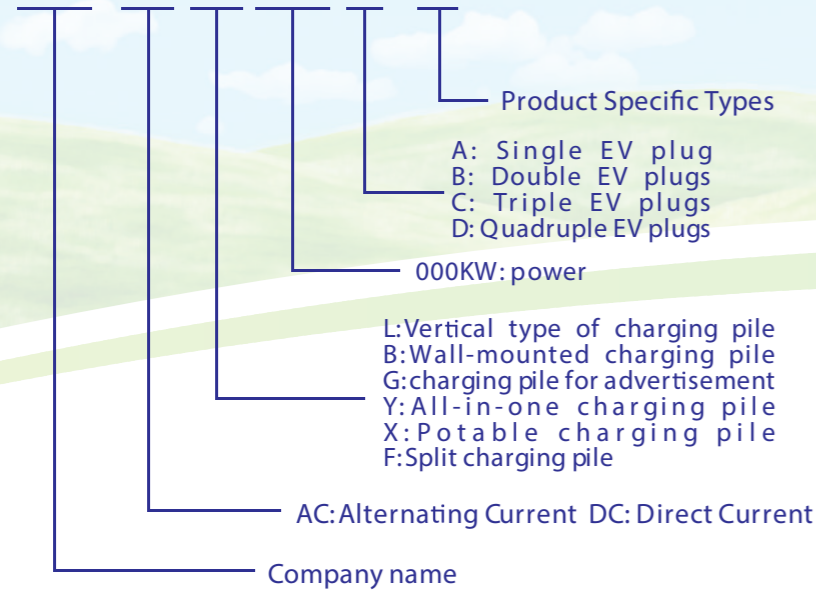 Product Specific Types
A: Single EV plug
B: Double EV plugs
C: Triple EV plugs
D: Quadruple EV plugs
000KW: power
L:Vertical type of charging pile
B:Wall-mounted charging pile
G:charging pile for advertisement
Y:All-in-one charging pile
X:Potable charging pile
F:Split charging pile
AC:Alternating Current DC: Direct Current
Company name